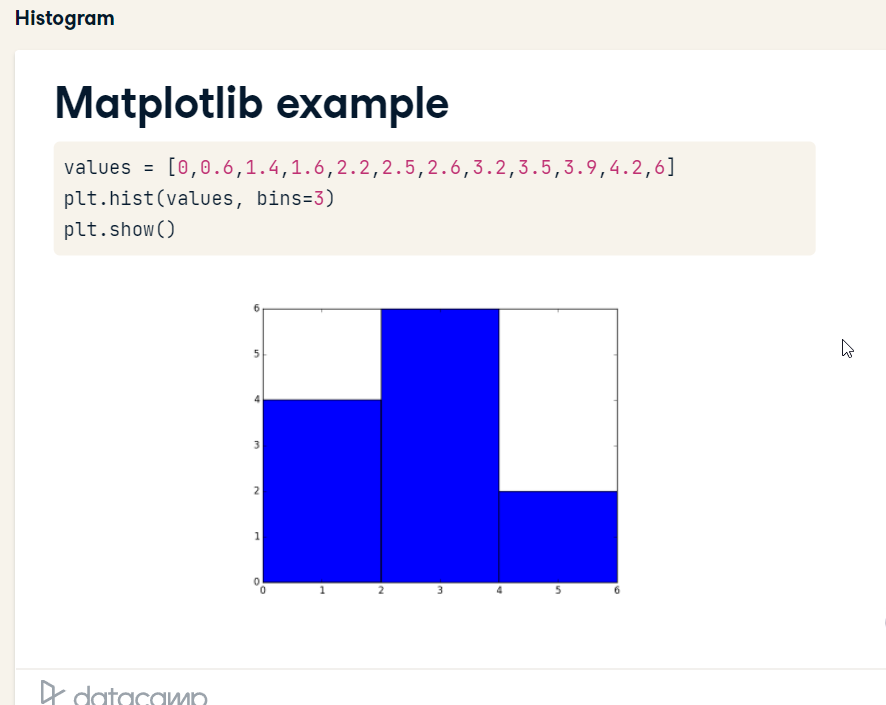 Histogram
Matplotlib example
values = [0,0.6,1.4,1.6,2.2,2.5,2.6,3.2,3.5,3.9,4.2,6]
plt.hist(values, bins=3)
plt.show()
6
5
4
3
2
1
0
0 1 2 3 4 5 6
datacamp